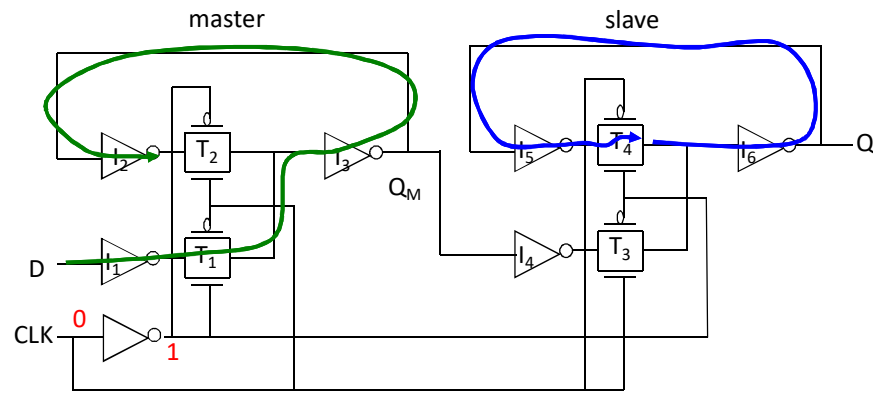 master slave
I2 T2 I3 I5 T4 I6 Q
QM
I1 T1 I4 T3
D
CLK 0 1